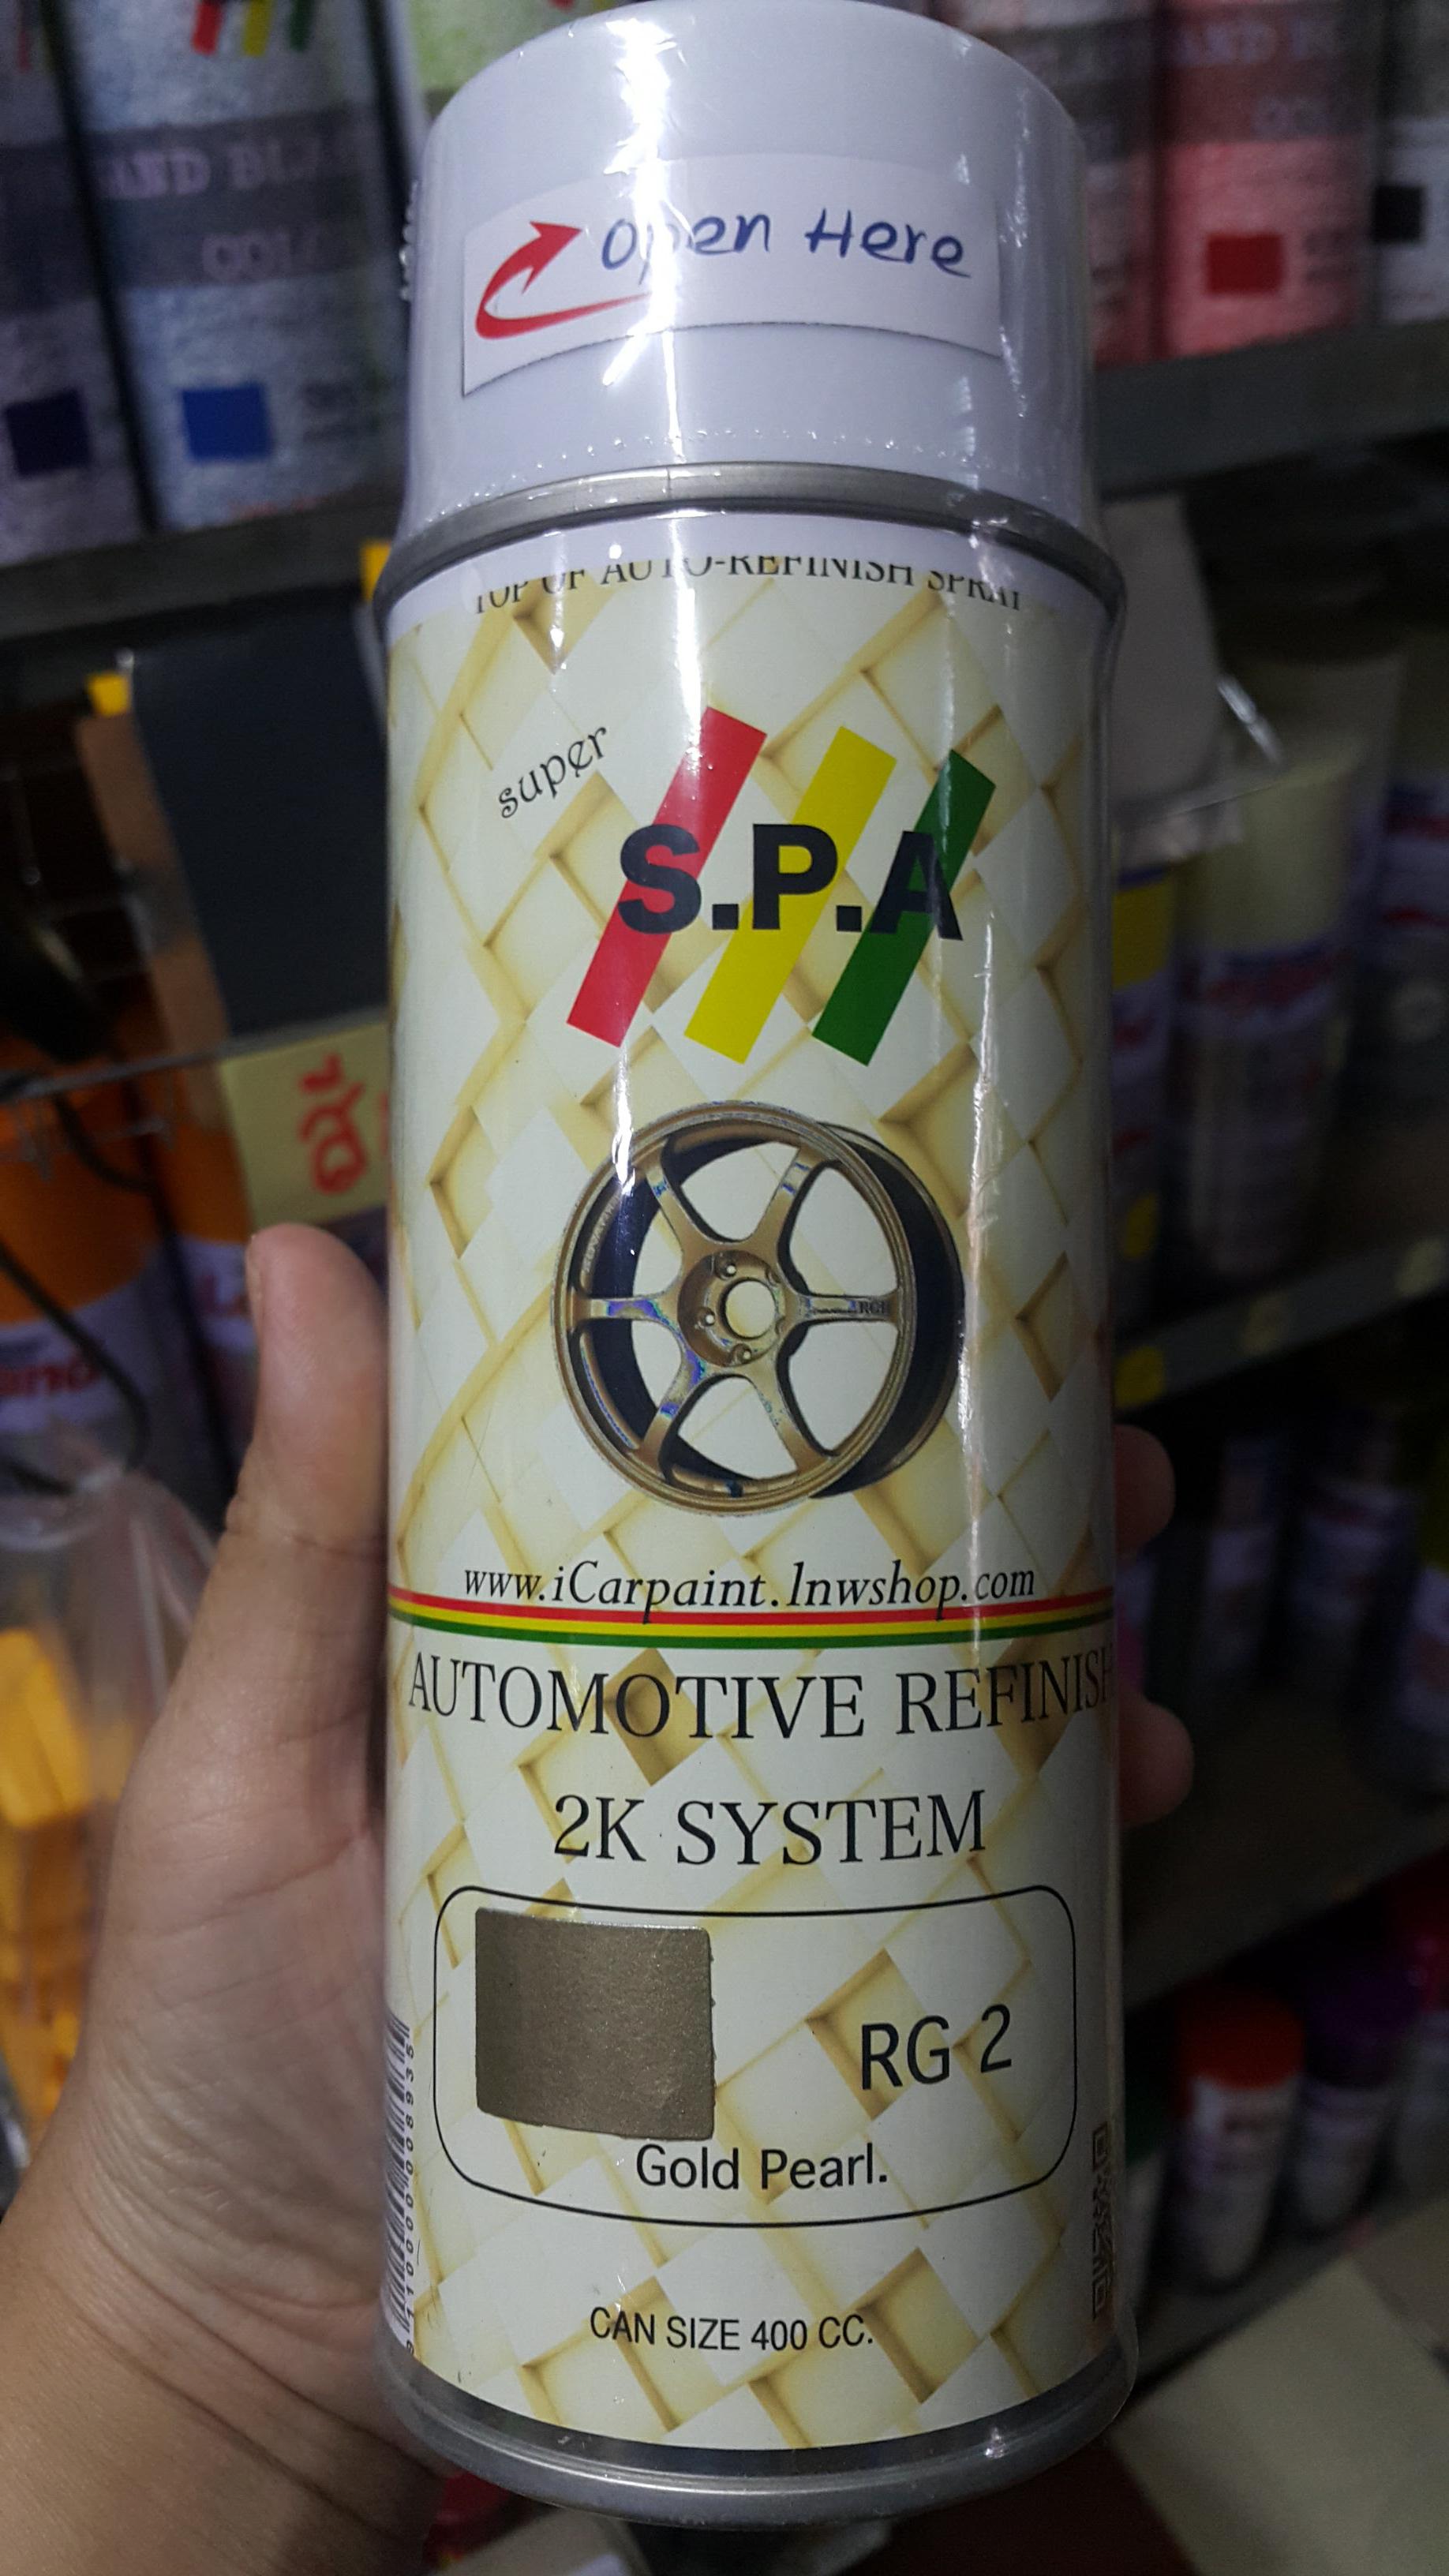 Open Here
TOP OF AUTO-REFINISH SPRAY
super
S.P.A
www.iCarpaint.lnwshop.com
AUTOMOTIVE REFINISH
2K SYSTEM
RG 2
Gold Pearl.
CAN SIZE 400 CC.